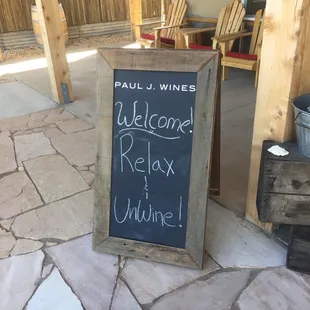 PAUL J. WINES
Welcome!
Relax
&
UnWine!